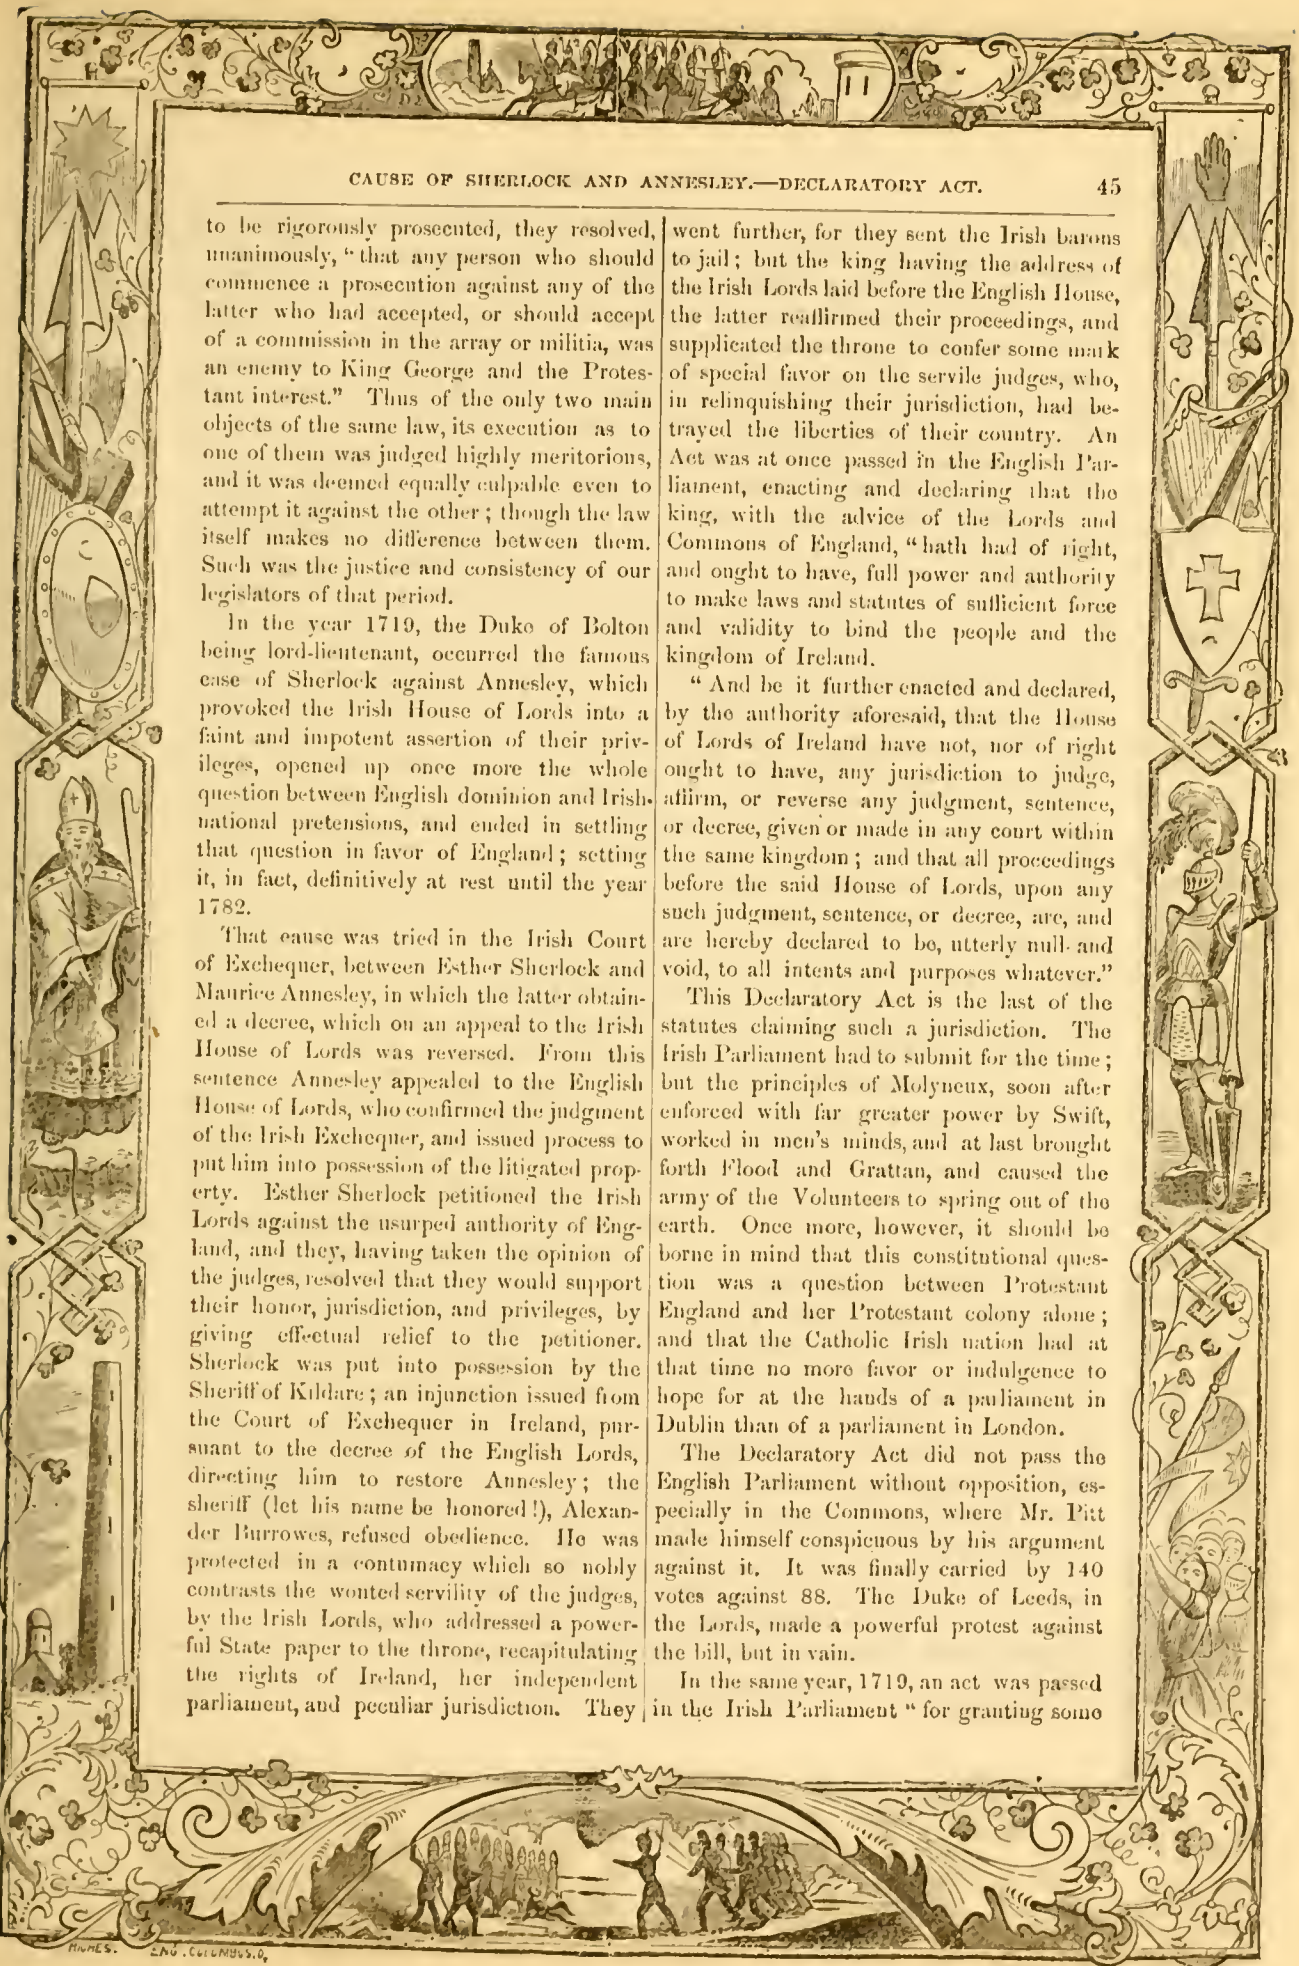 CAUSE OF SHERLOCK AND ANNESLEY.—DECLARATORY ACT. 45
to be rigorously prosecuted, they resolved,
unanimously, “ that any person who should
commence a prosecution against any of the
latter who had accepted, or should accept
of a commission in the array or militia, was
an enemy to King George and the Protes-
tant interest.” Thus of the only two main
objects of the same law, its execution as to
one of them was judged highly meritorious,
and it was deemed equally culpable even to
attempt it against the other ; though the law
itself makes no difference between them.
Such was the justice and consistency of our
legislators of that period.
In the year 1719, the Duke of Bolton
being lord-lieutenant, occurred the famous
case of Sherlock against Annesley, which
provoked the Irish House of Lords into a
faint and impotent assertion of their priv-
ileges, opened up once more the whole
question between English dominion and Irish
national pretensions, and ended in settling
that question in favor of England ; setting
it, in fact, definitively at rest until the year
1782.
That cause was tried in the Irish Court
of Exchequer, between Esther Sherlock and
Maurice Annesley, in which the latter obtain-
ed a decree, which on an appeal to the Irish
House of Lords was reversed. From this
sentence Annesley appealed to the English
House of Lords, who confirmed the judgment
of the Irish Exchequer, and issued process to
put him into possession of the litigated prop-
erty. Esther Sherlock petitioned the Irish
Lords against the usurped authority of Eng-
land, and they, having taken the opinion of
the judges, resolved that they would support
their honor, jurisdiction, and privileges, by
giving effectual relief to the petitioner.
Sherlock was put into possession by the
Sheriff of Kildare ; an injunction issued from
the Court of Exchequer in Ireland, pur-
suant to the decree of the English Lords,
directing him to restore Annesley ; the
sheriff (let his name be honored !), Alexan-
der Burrowes, refused obedience. He was
protected in a contumacy which so nobly
contrasts the wonted servility of the judges,
by the Irish Lords, who addressed a power-
ful State paper to the throne, recapitulating
the rights of Ireland, her independent
parliament, and peculiar jurisdiction. They
went further, for they sent the Irish barons
to jail ; but the king having the address of
the Irish Lords laid before the English House,
the latter reaffirmed their proceedings, and
supplicated the throne to confer some mark
of special favor on the servile judges, who,
in relinquishing their jurisdiction, had be-
trayed the liberties of their country. An
Act was at once passed in the English Par-
liament, enacting and declaring that the
king, with the advice of the Lords and
Commons of England, “ hath had of right,
and ought to have, full power and authority
to make laws and statutes of sufficient force
and validity to bind the people and the
kingdom of Ireland.
“ And be it further enacted and declared,
by the authority aforesaid, that the House
of Lords of Ireland have not, nor of right
ought to have, any jurisdiction to judge,
affirm, or reverse any judgment, sentence,
or decree, given or made in any court within
the same kingdom ; and that all proceedings
before the said House of Lords, upon any
such judgment, sentence, or decree, are, and
are hereby declared to be, utterly null and
void, to all intents and purposes whatever.”
This Declaratory Act is the last of the
statutes claiming such a jurisdiction. The
Irish Parliament had to submit for the time ;
but the principles of Molyneux, soon after
enforced with far greater power by Swift,
worked in men’s minds, and at last brought
forth Flood and Grattan, and caused the
army of the Volunteers to spring out of the
earth. Once more, however, it should be
borne in mind that this constitutional ques-
tion was a question between Protestant
England and her Protestant colony alone ;
and that the Catholic Irish nation had at
that time no more favor or indulgence to
hope for at the hands of a parliament in
Dublin than of a parliament in London.
The Declaratory Act did not pass the
English Parliament without opposition, es-
pecially in the Commons, where Mr. Pitt
made himself conspicuous by his argument
against it. It was finally carried by 140
votes against 88. The Duke of Leeds, in
the Lords, made a powerful protest against
the bill, but in vain.
In the same year, 1719, an act was passed
in the Irish Parliament “ for granting some
ENG. COLUMBUS.O.